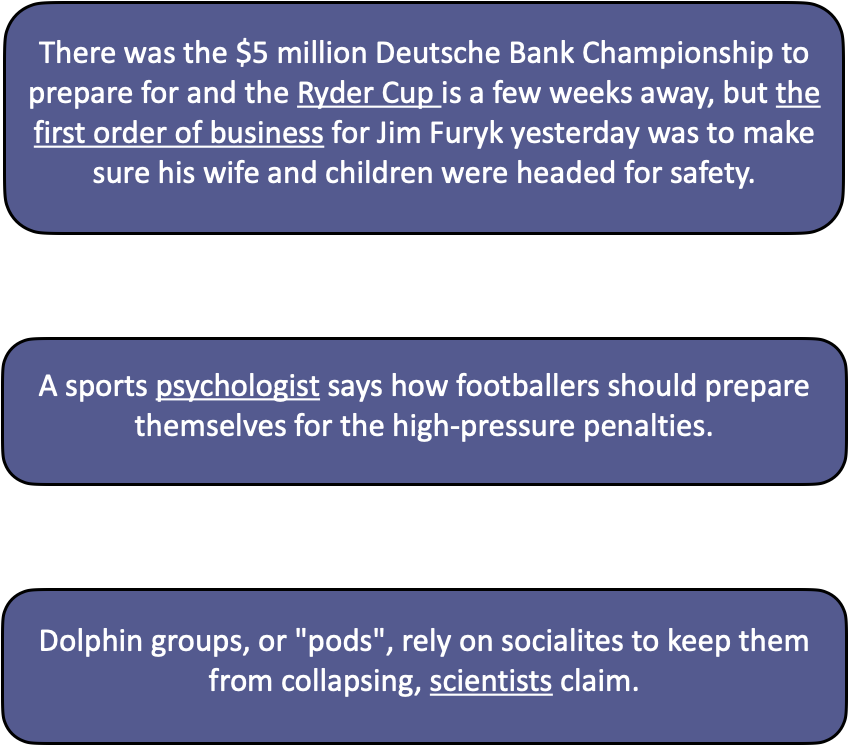 There was the $5 million Deutsche Bank Championship to
prepare for and the Ryder Cup is a few weeks away, but the
first order of business for Jim Furyk yesterday was to make
sure his wife and children were headed for safety.
A sports psychologist says how footballers should prepare
themselves for the high-pressure penalties.
Dolphin groups, or "pods", rely on socialites to keep them
from collapsing, scientists claim.